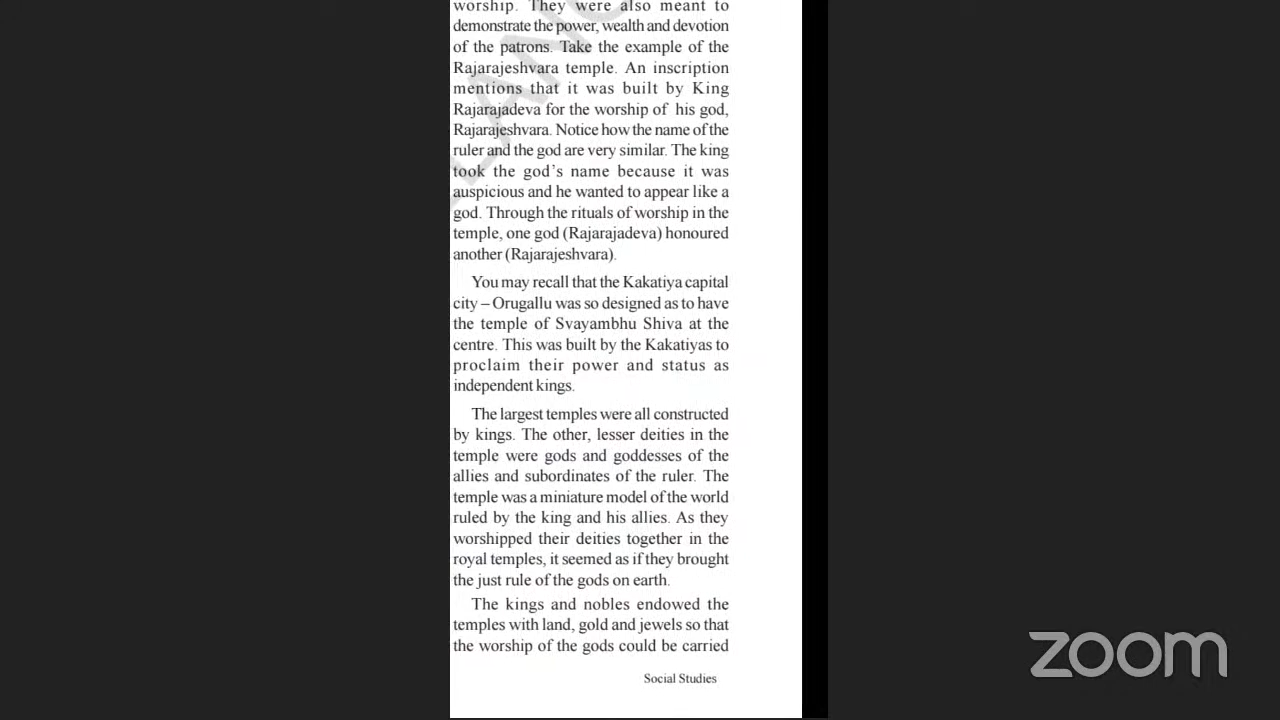 worship. They were also meant to
demonstrate the power, wealth and devotion
of the patrons. Take the example of the
Rajarajeshvara temple. An inscription
mentions that it was built by King
Rajarajadeva for the worship of his god,
Rajarajeshvara. Notice how the name of the
ruler and the god are very similar. The king
took the god's name because it was
auspicious and he wanted to appear like a
god. Through the rituals of worship in the
temple, one god (Rajarajadeva) honoured
another (Rajarajeshvara).
You may recall that the Kakatiya capital
city – Orugallu was so designed as to have
the temple of Svayambhu Shiva at the
centre. This was built by the Kakatiyas to
proclaim their power and status as
independent kings.
The largest temples were all constructed
by kings. The other, lesser deities in the
temple were gods and goddesses of the
allies and subordinates of the ruler. The
temple was a miniature model of the world
ruled by the king and his allies. As they
worshipped their deities together in the
royal temples, it seemed as if they brought
the just rule of the gods on earth.
The kings and nobles endowed the
temples with land, gold and jewels so that
the worship of the gods could be carried
Social Studies
zoom